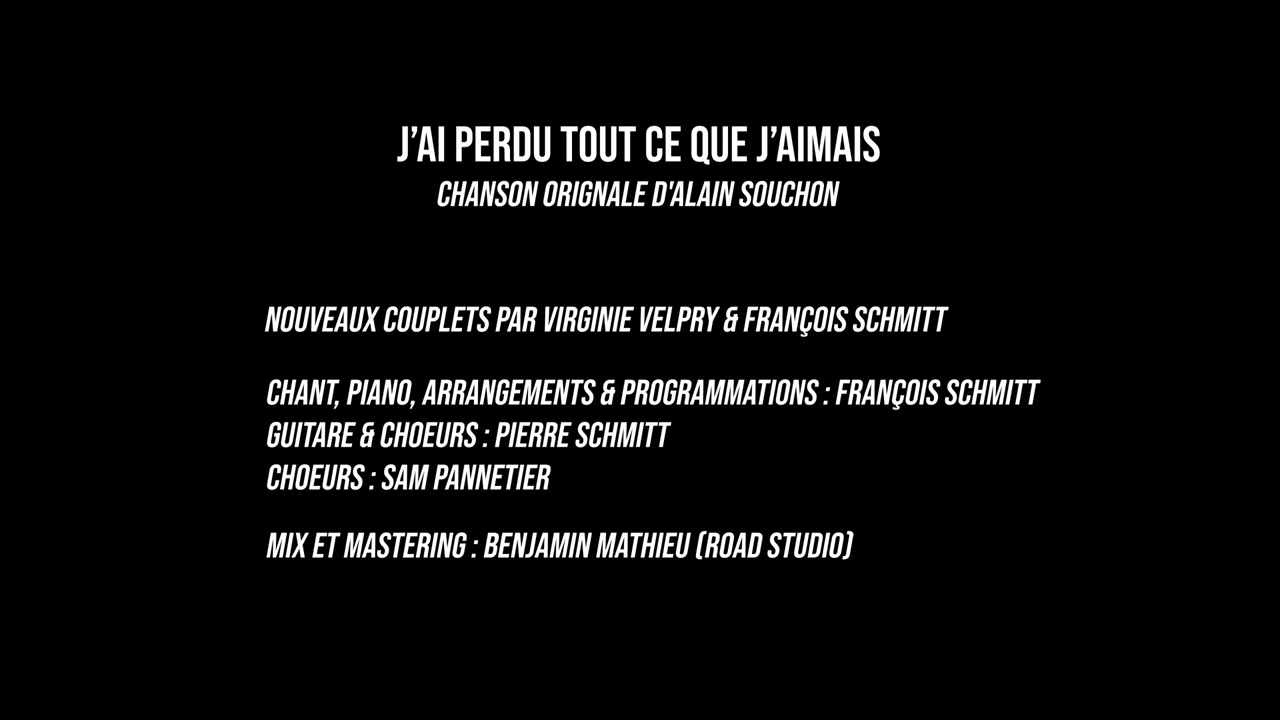 J’AI PERDU TOUT CE QUE J’AIMAIS
CHANSON ORIGNALE D'ALAIN SOUCHON
NOUVEAUX COUPLETS PAR VIRGINIE VELPRY & FRANÇOIS SCHMITT
CHANT, PIANO, ARRANGEMENTS & PROGRAMMATIONS : FRANÇOIS SCHMITT
GUITARE & CHOEURS : PIERRE SCHMITT
CHOEURS : SAM PANNETIER
MIX ET MASTERING : BENJAMIN MATHIEU (ROAD STUDIO)